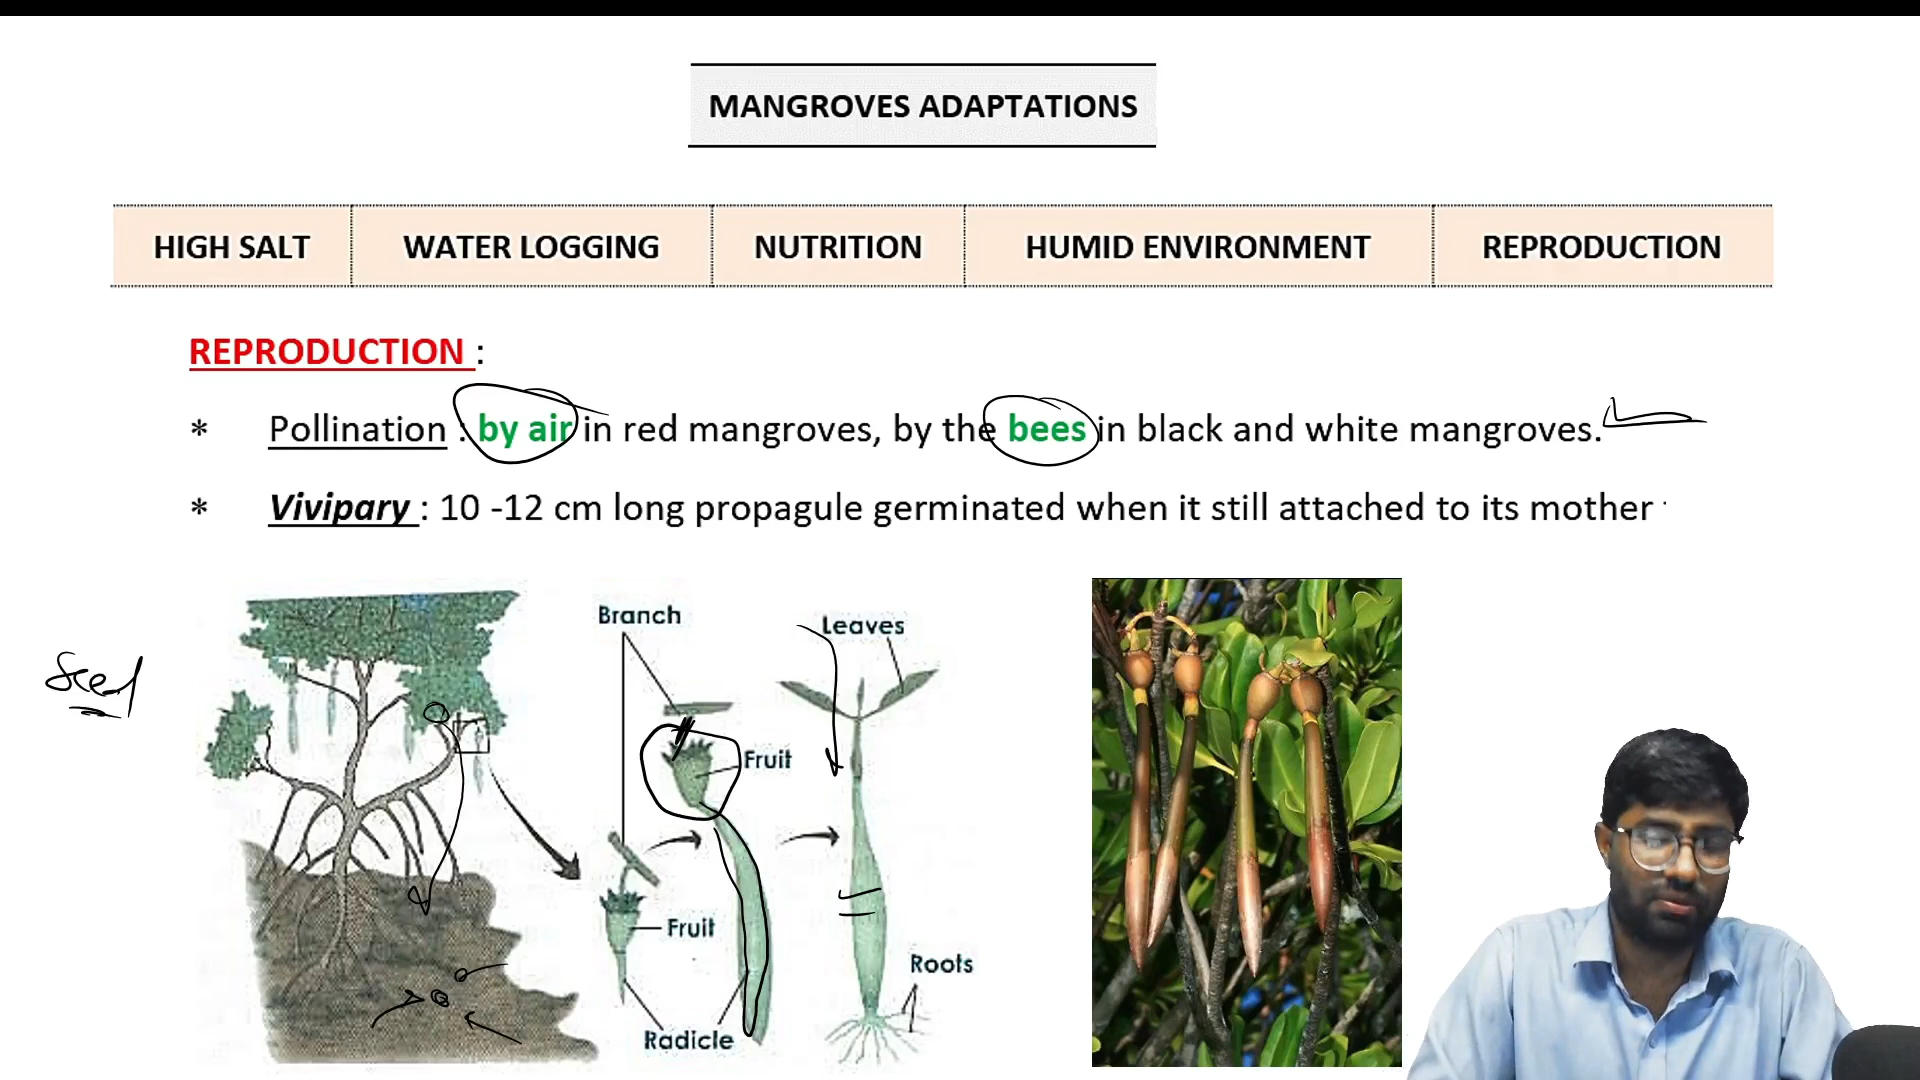 MANGROVES ADAPTATIONS
HIGH SALT WATER LOGGING NUTRITION HUMID ENVIRONMENT REPRODUCTION
REPRODUCTION :
* Pollination : by air in red mangroves, by the bees in black and white mangroves.
* Vivipary : 10 -12 cm long propagule germinated when it still attached to its mother
Branch
Leaves
Seed
Fruit
Fruit
Roots
Radicle